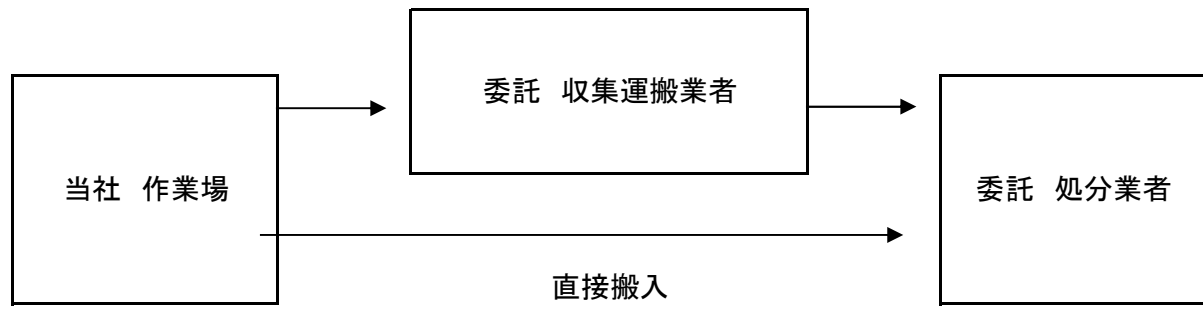 委託　収集運搬業者
当社　作業場
委託　処分業者
直接搬入